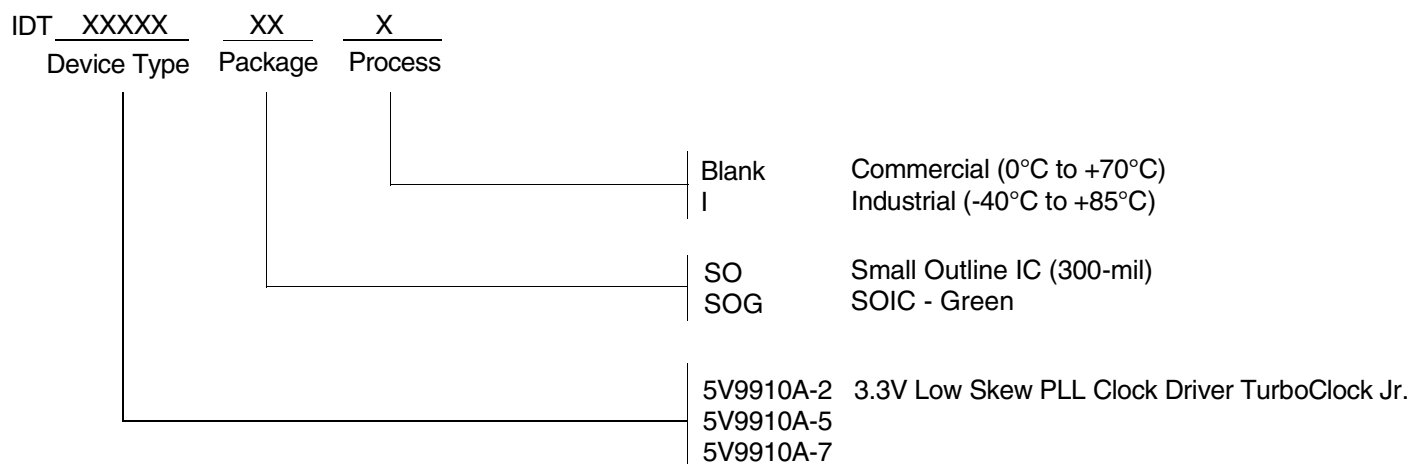 IDT XXXXX XX X
Device Type Package Process
Blank Commercial (0°C to +70°C)
I Industrial (-40°C to +85°C)
SO Small Outline IC (300-mil)
SOG SOIC - Green
5V9910A-2 3.3V Low Skew PLL Clock Driver TurboClock Jr.
5V9910A-5
5V9910A-7